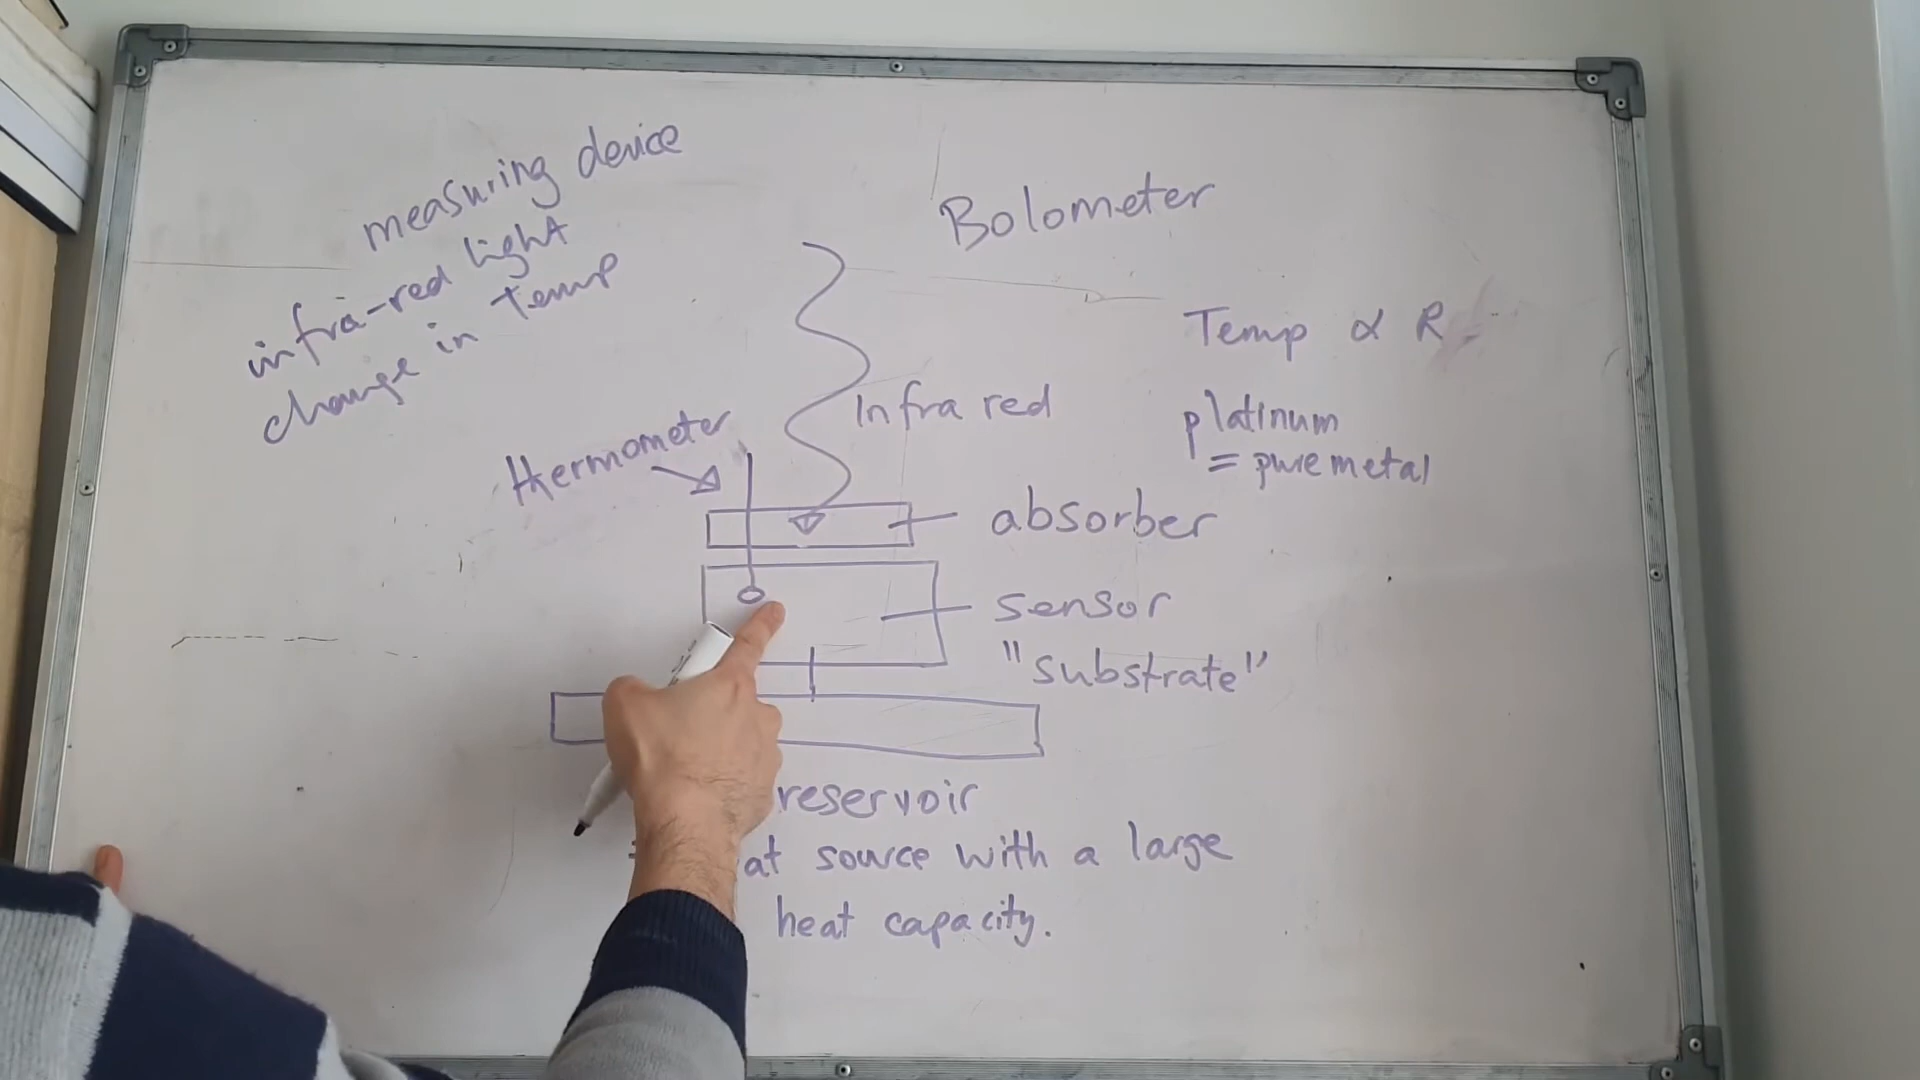 measuring device
infra-red light
change in temp
Bolometer
Temp ∝ R
Infra red
platinum
= pure metal
thermometer
absorber
sensor
"substrate"
reservoir
at source with a large
heat capacity.